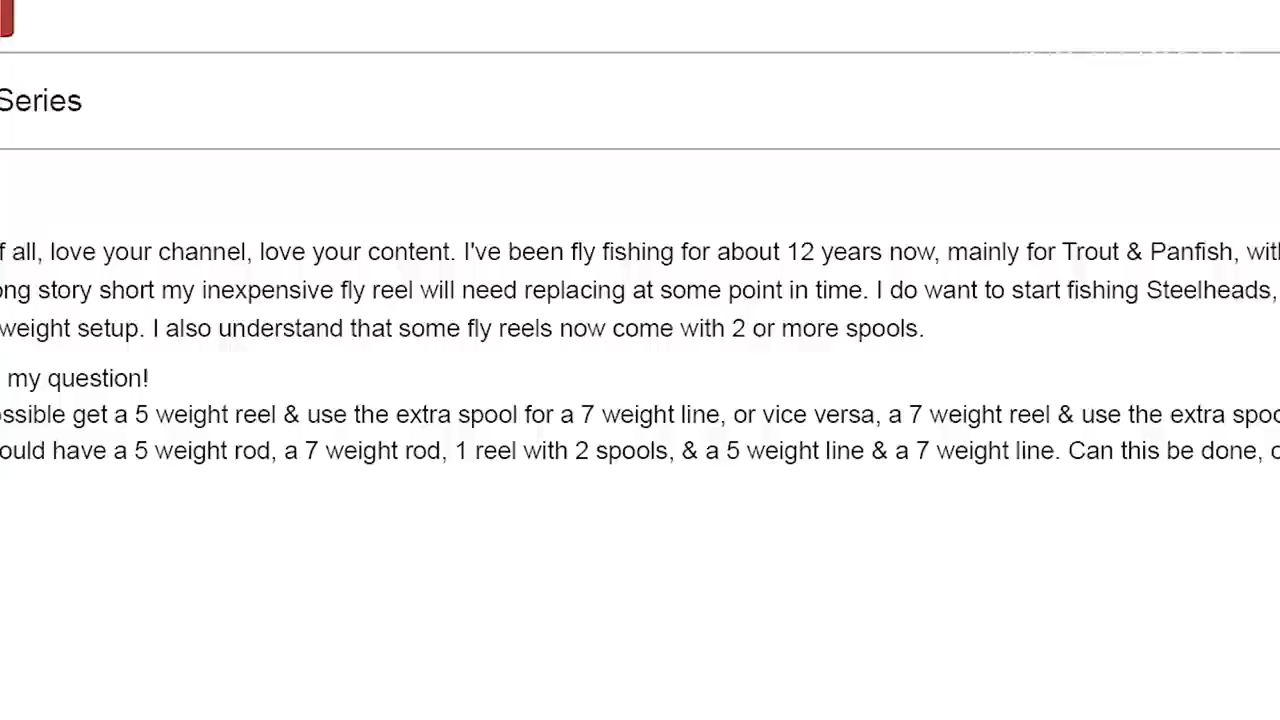 Series
f all, love your channel, love your content. I've been fly fishing for about 12 years now, mainly for Trout & Panfish, with
ong story short my inexpensive fly reel will need replacing at some point in time. I do want to start fishing Steelheads,
weight setup. I also understand that some fly reels now come with 2 or more spools.
my question!
ossible get a 5 weight reel & use the extra spool for a 7 weight line, or vice versa, a 7 weight reel & use the extra spoo
ould have a 5 weight rod, a 7 weight rod, 1 reel with 2 spools, & a 5 weight line & a 7 weight line. Can this be done, o